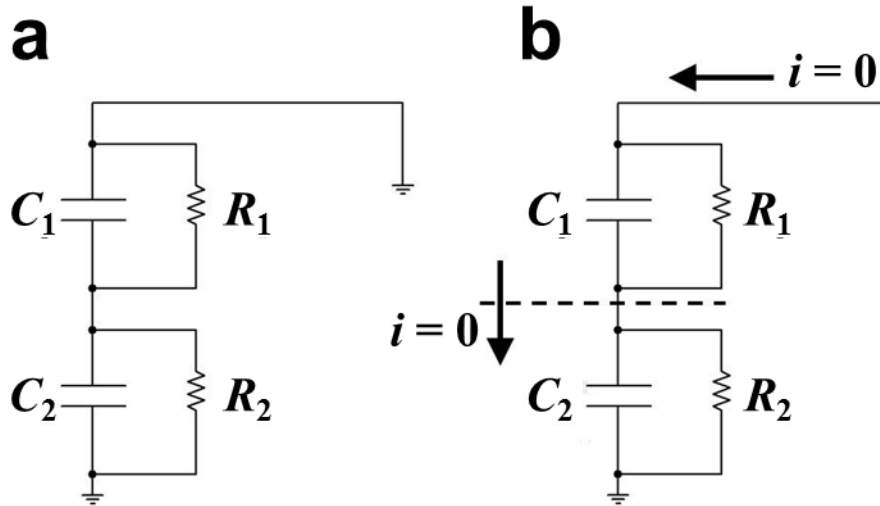 a
C₁
R₁
C₂
R₂
b
i = 0
C₁
R₁
i = 0
C₂
R₂